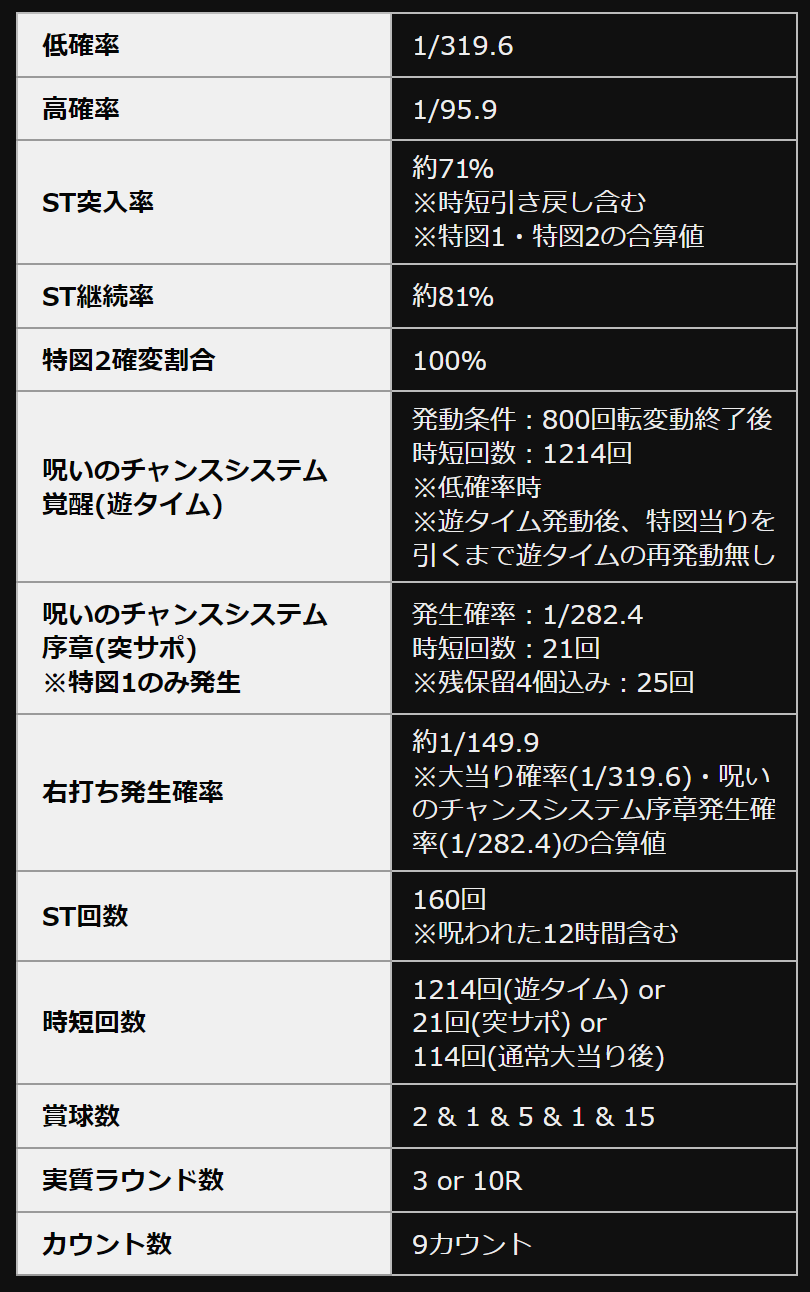 低確率
1/319.6
高確率
1/95.9
ST突入率
約71%
※時短引き戻し含む
※特図1・特図2の合算値
ST継続率
約81%
特図2確変割合
100%
呪いのチャンスシステム
覚醒(遊タイム)
発動条件：800回転変動終了後
時短回数：1214回
※低確率時
※遊タイム発動後、特図当りを
引くまで遊タイムの再発動無し
呪いのチャンスシステム
序章(突サポ)
※特図1のみ発生
発生確率：1/282.4
時短回数：21回
※残保留4個込み：25回
右打ち発生確率
約1/149.9
※大当り確率(1/319.6)・呪い
のチャンスシステム序章発生確
率(1/282.4)の合算値
ST回数
160回
※呪われた12時間含む
時短回数
1214回(遊タイム) or
21回(突サポ) or
114回(通常大当り後)
賞球数
2 & 1 & 5 & 1 & 15
実質ラウンド数
3 or 10R
カウント数
9カウント